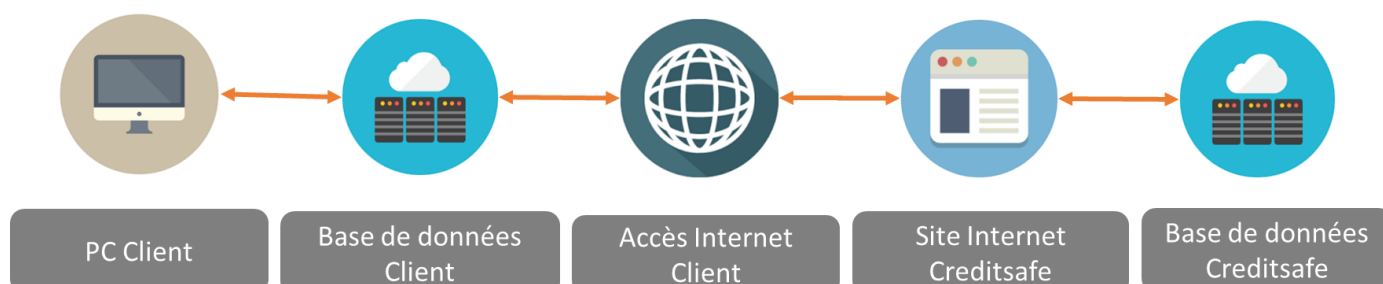 PC Client
Base de données
Client
Accès Internet
Client
Site Internet
Creditsafe
Base de données
Creditsafe